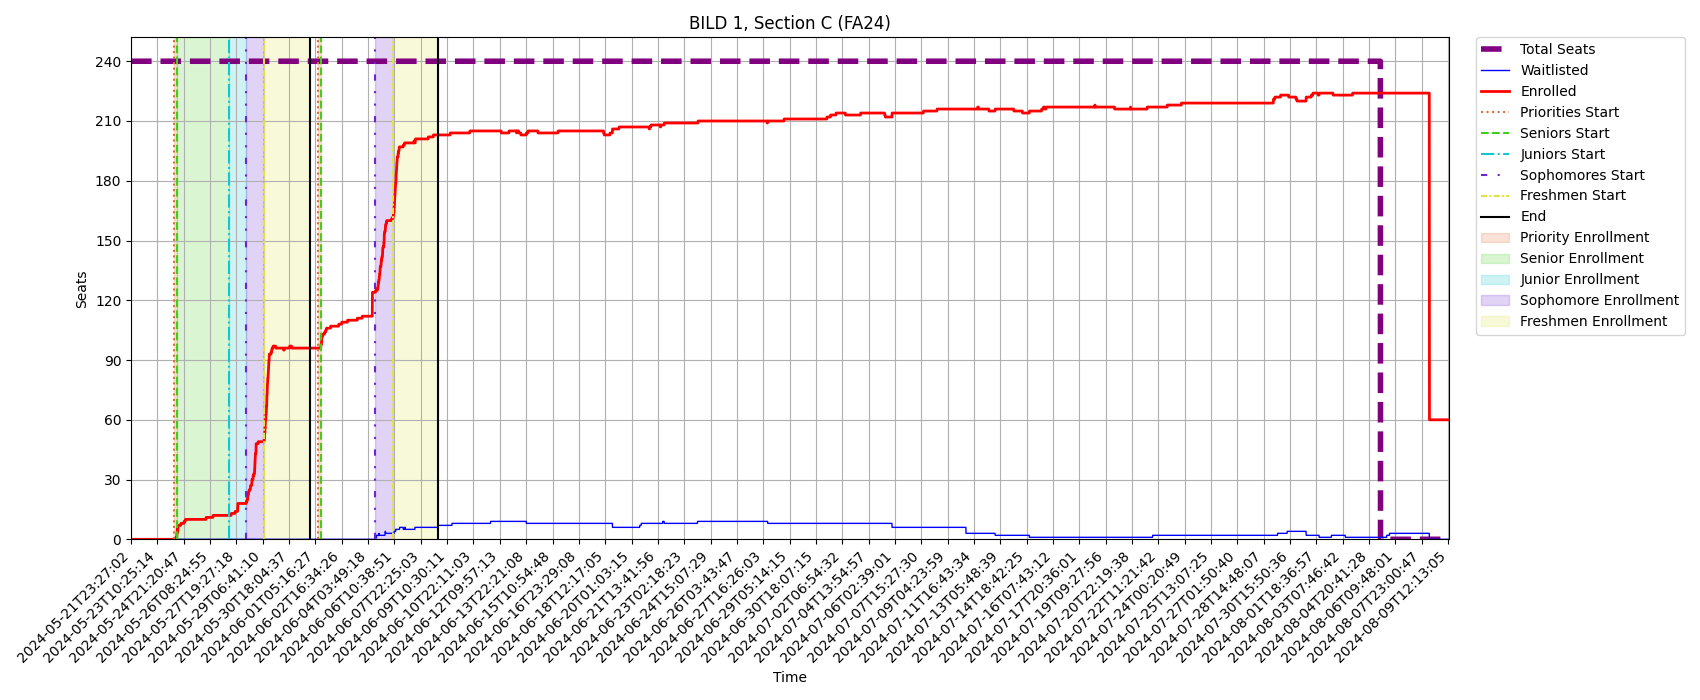 BILD 1, Section C (FA24)
Seats
240
210
180
150
120
90
60
30
0
2024-05-21T23:27:02
2024-05-23T10:25:14
2024-05-24T21:20:47
2024-05-26T08:24:55
2024-05-27T19:27:18
2024-05-29T06:41:10
2024-05-30T18:04:37
2024-06-01T05:16:27
2024-06-02T16:34:26
2024-06-04T03:49:18
2024-06-06T10:38:51
2024-06-07T22:25:03
2024-06-09T10:30:11
2024-06-10T22:11:03
2024-06-12T09:57:13
2024-06-13T22:21:08
2024-06-15T10:54:48
2024-06-16T23:29:08
2024-06-18T12:17:05
2024-06-20T01:03:15
2024-06-21T13:41:56
2024-06-23T02:18:23
2024-06-24T15:07:29
2024-06-26T03:43:47
2024-06-27T16:26:03
2024-06-29T05:14:15
2024-06-30T18:07:15
2024-07-02T06:54:32
2024-07-04T13:54:57
2024-07-06T02:39:01
2024-07-07T15:27:30
2024-07-09T04:23:59
2024-07-11T16:43:34
2024-07-13T05:48:39
2024-07-14T18:42:25
2024-07-16T07:43:12
2024-07-17T20:36:01
2024-07-19T09:27:56
2024-07-20T22:19:38
2024-07-22T11:21:42
2024-07-24T00:20:49
2024-07-25T13:07:25
2024-07-27T01:50:40
2024-07-28T14:48:07
2024-07-30T15:50:36
2024-08-01T18:36:57
2024-08-03T07:46:42
2024-08-04T20:41:28
2024-08-06T09:48:01
2024-08-07T23:00:47
2024-08-09T12:13:05
Time
Total Seats
Waitlisted
Enrolled
Priorities Start
Seniors Start
Juniors Start
Sophomores Start
Freshmen Start
End
Priority Enrollment
Senior Enrollment
Junior Enrollment
Sophomore Enrollment
Freshmen Enrollment